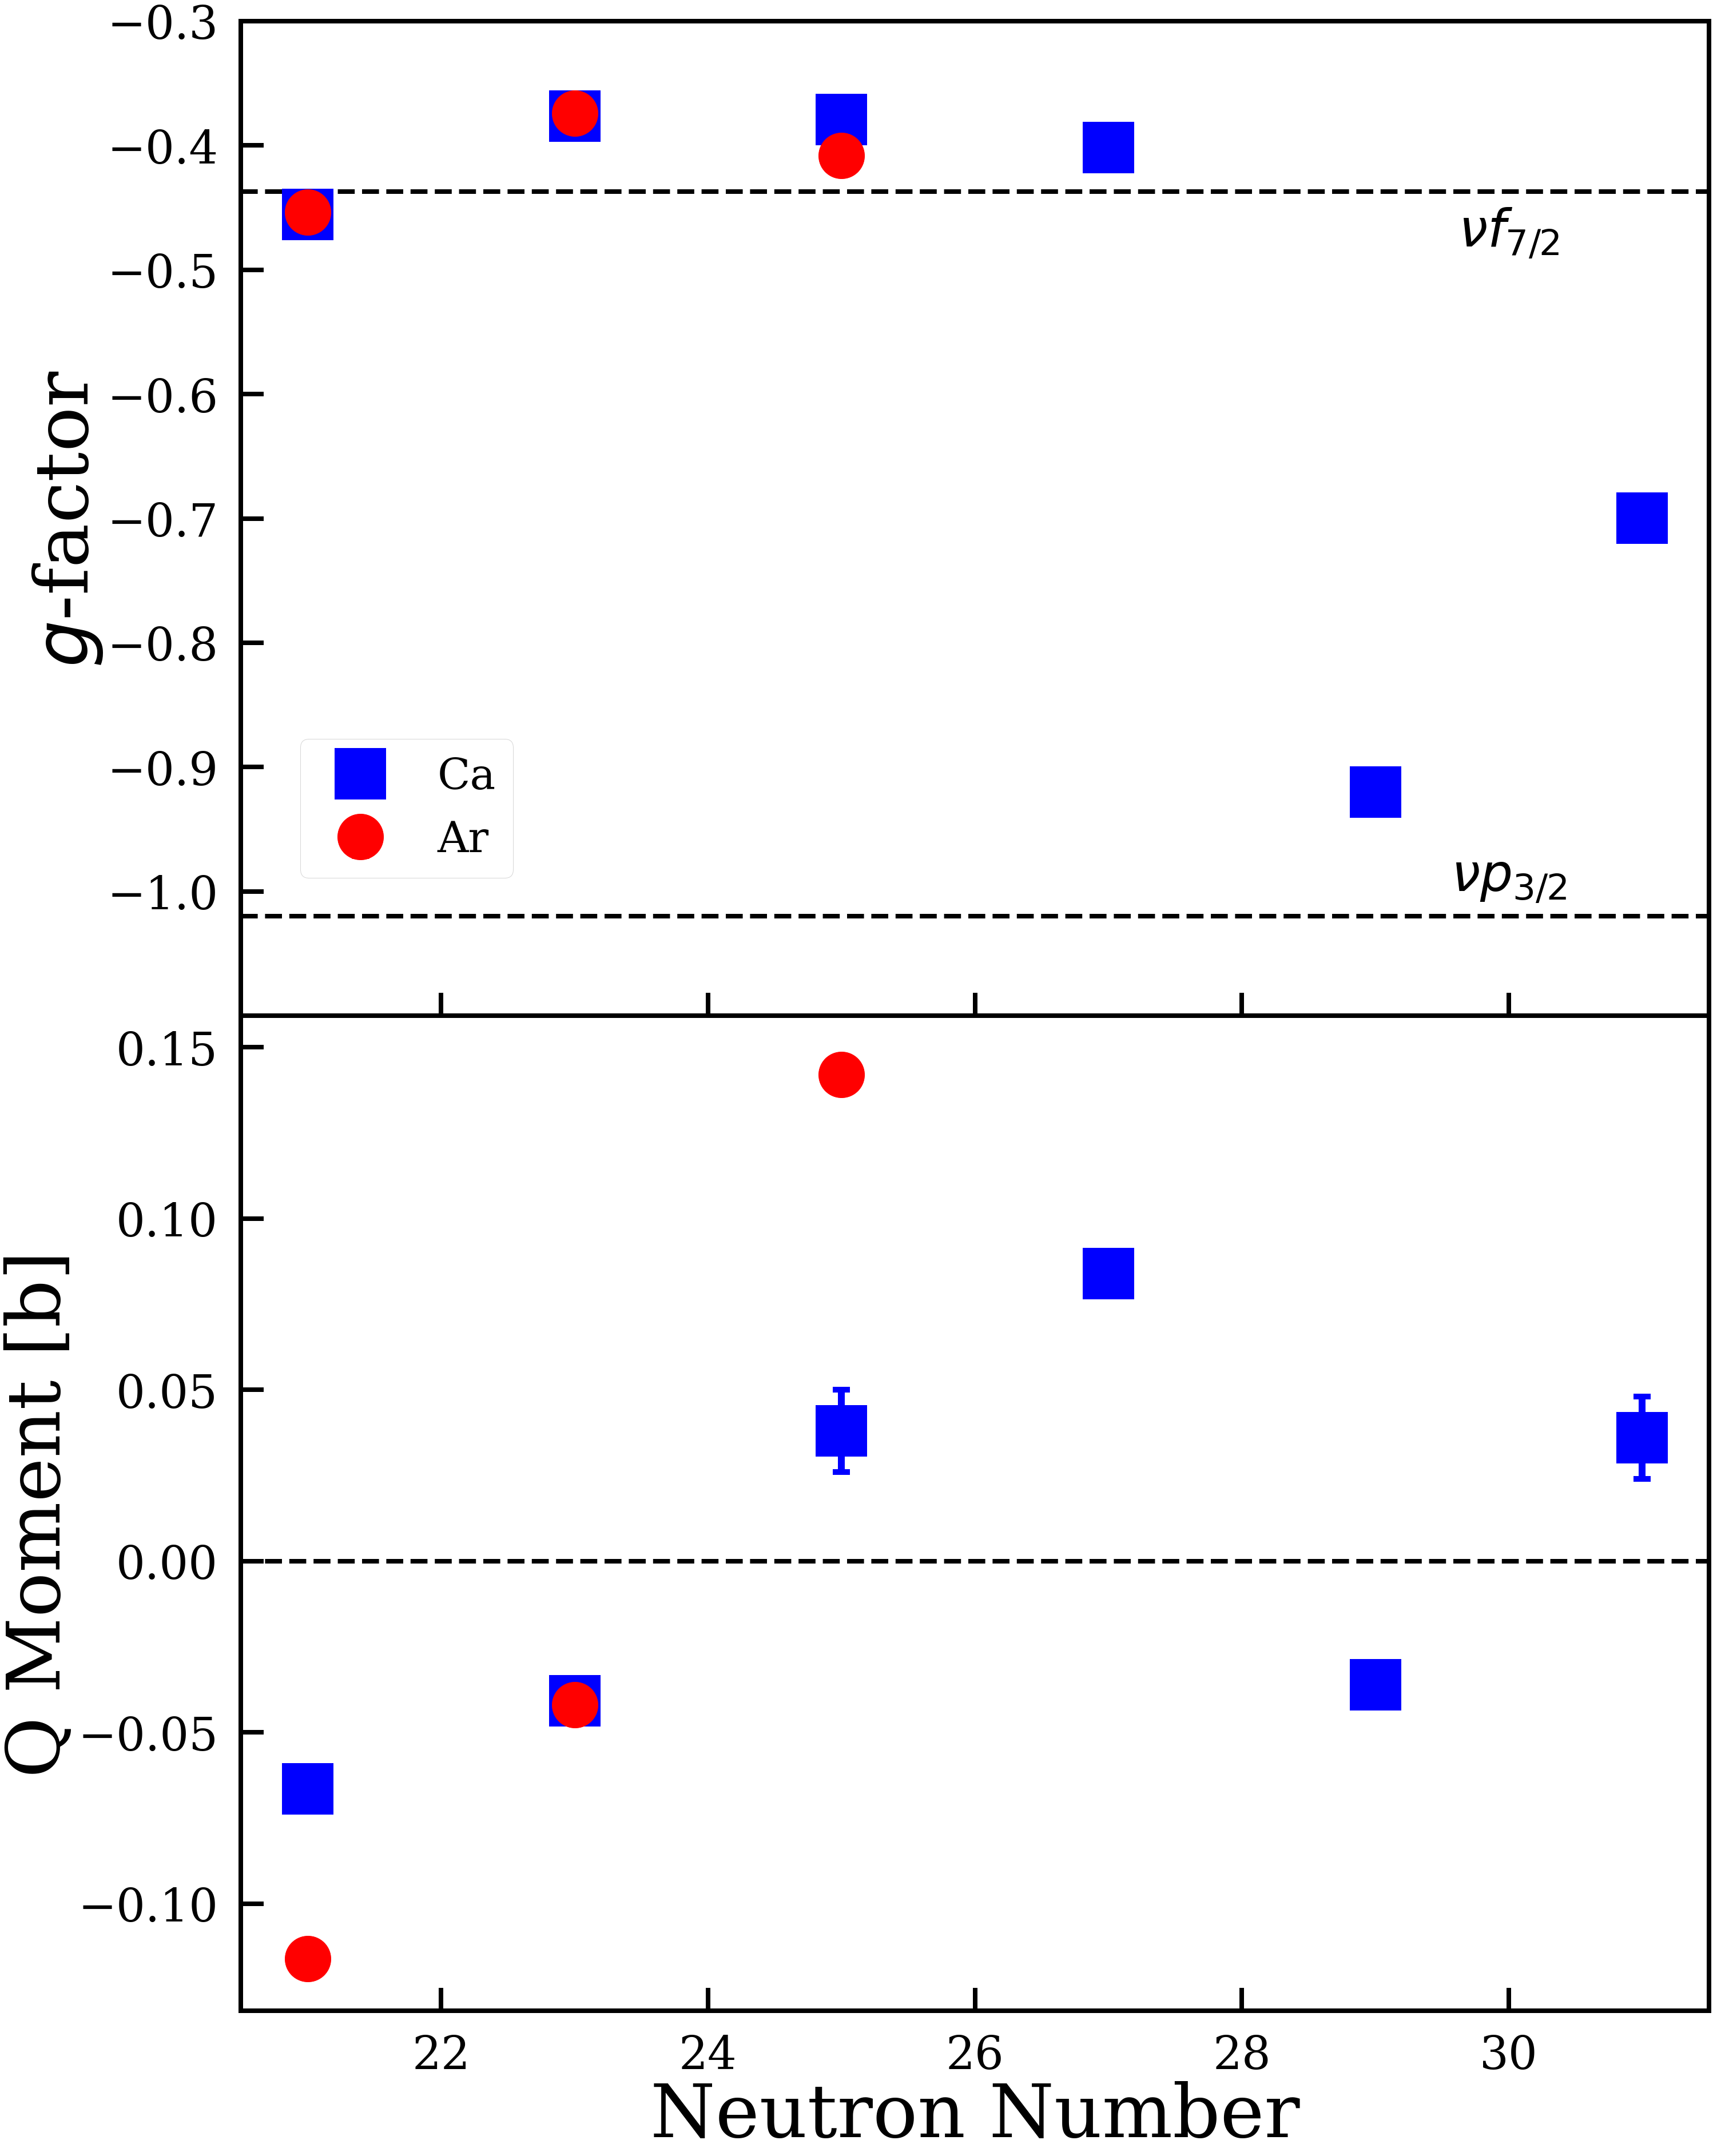 −0.3
−0.4
−0.5
−0.6
−0.7
−0.8
−0.9
−1.0
g-factor
νf7/2
νp3/2
Ca
Ar
0.15
0.10
0.05
0.00
−0.05
−0.10
Q Moment [b]
22 24 26 28 30
Neutron Number